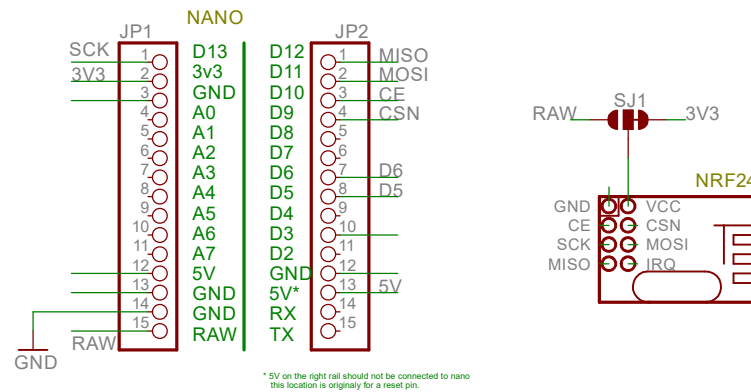 NANO
JP1
JP2
SCK
3V3
RAW
GND
1
2
3
4
5
6
7
8
9
10
11
12
13
14
15
D13
3v3
GND
A0
A1
A2
A3
A4
A5
A6
A7
5V
GND
GND
RAW
D12
D11
D10
D9
D8
D7
D6
D5
D4
D3
D2
GND
5V*
RX
TX
1
2
3
4
5
6
7
8
9
10
11
12
13
14
15
MISO
MOSI
CE
CSN
D6
D5
5V
* 5V on the right rail should not be connected to nano
this location is originaly for a reset pin.
SJ1
RAW
3V3
NRF24
GND VCC
CE CSN
SCK MOSI
MISO IRQ